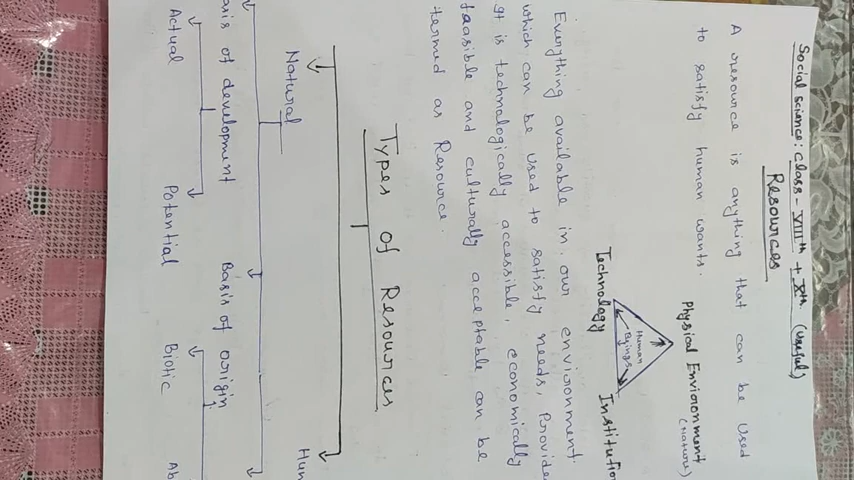 Social science: Class - VIIIth + Xth (useful)
Resources
A resource is anything that can be used
to satisfy human wants.
Physical Environment
(Nature)
Human
Beings
Technology
Institution
Everything available in our environment
which can be used to satisfy needs, Provide
It is technologically accessible, economically
faasible and culturally acceptable can be
termed as Resource.
Types of Resources
Natural
Hum
asis of development
Basis of origin
Actual
Potential
Biotic
Ab